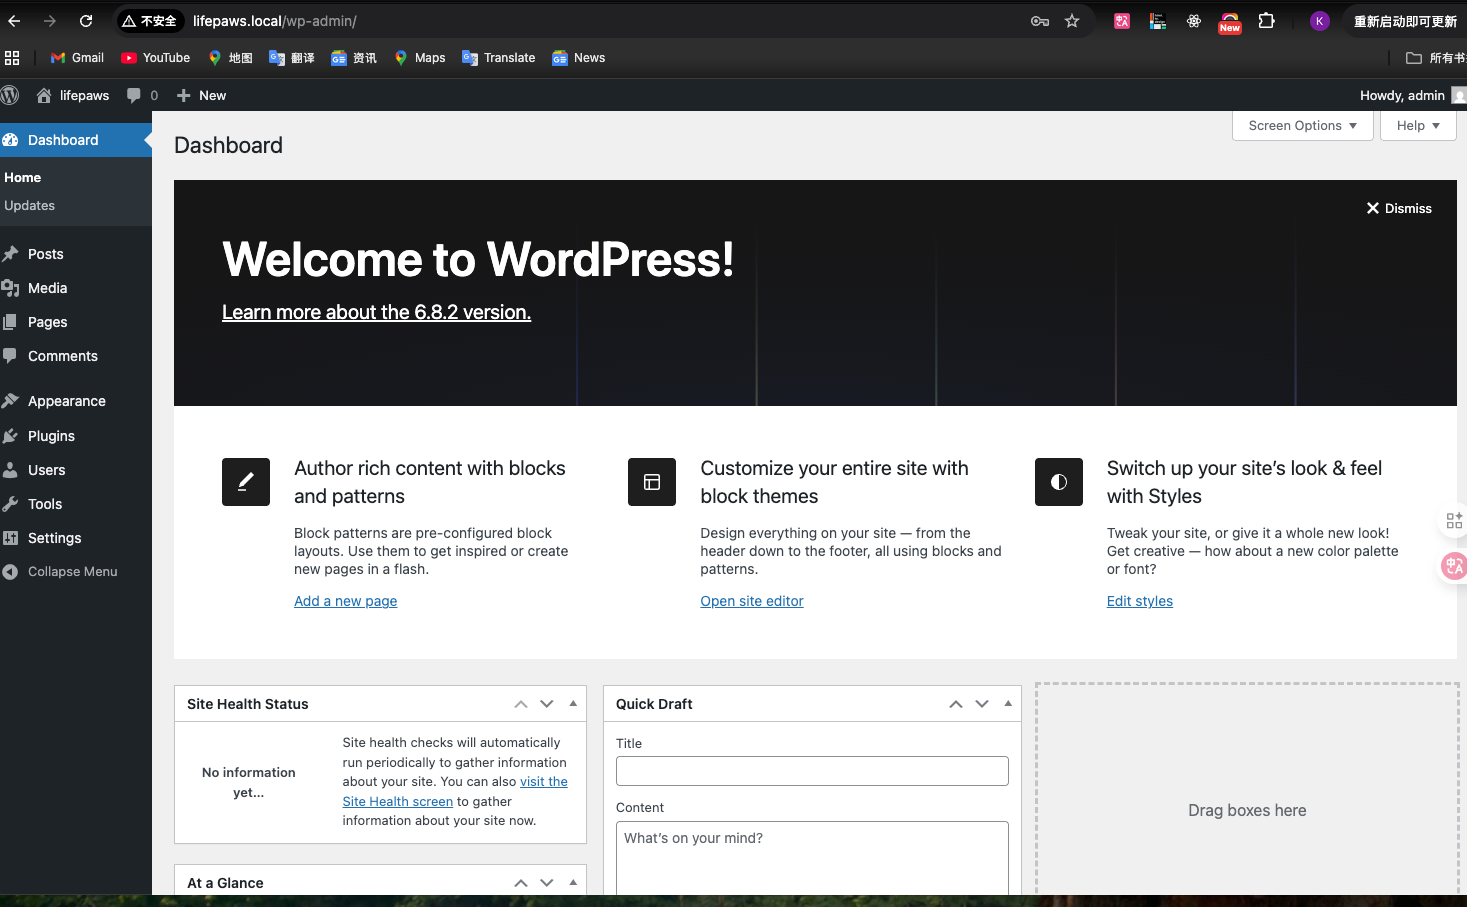 不安全 lifepaws.local/wp-admin/ New K 重新启动即可更新
Gmail YouTube 地图 翻译 资讯 Maps Translate News 所有书
lifepaws 0 New Howdy, admin
Screen Options Help
Dashboard
Home
Updates
Posts
Media
Pages
Comments
Appearance
Plugins
Users
Tools
Settings
Collapse Menu
Dashboard
Dismiss
Welcome to WordPress!
Learn more about the 6.8.2 version.
Author rich content with blocks
and patterns
Block patterns are pre-configured block
layouts. Use them to get inspired or create
new pages in a flash.
Add a new page
Customize your entire site with
block themes
Design everything on your site — from the
header down to the footer, all using blocks and
patterns.
Open site editor
Switch up your site’s look & feel
with Styles
Tweak your site, or give it a whole new look!
Get creative — how about a new color palette
or font?
Edit styles
Site Health Status
No information
yet...
Site health checks will automatically
run periodically to gather information
about your site. You can also visit the
Site Health screen to gather
information about your site now.
At a Glance
Quick Draft
Title
Content
What’s on your mind?
Drag boxes here